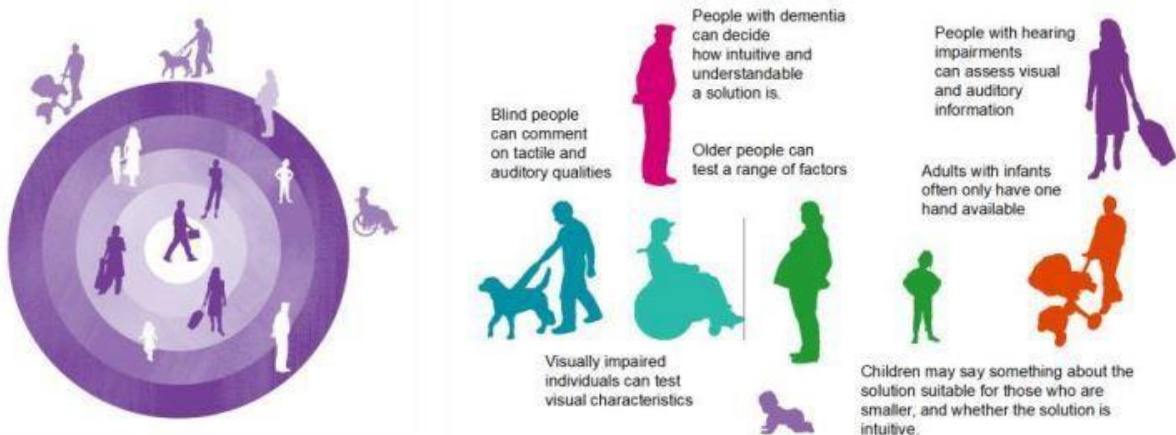 People with dementia
can decide
how intuitive and
understandable
a solution is.
People with hearing
impairments
can assess visual
and auditory
information
Blind people
can comment
on tactile and
auditory qualities
Older people can
test a range of factors
Adults with infants
often only have one
hand available
Visually impaired
individuals can test
visual characteristics
Children may say something about the
solution suitable for those who are
smaller, and whether the solution is
intuitive.